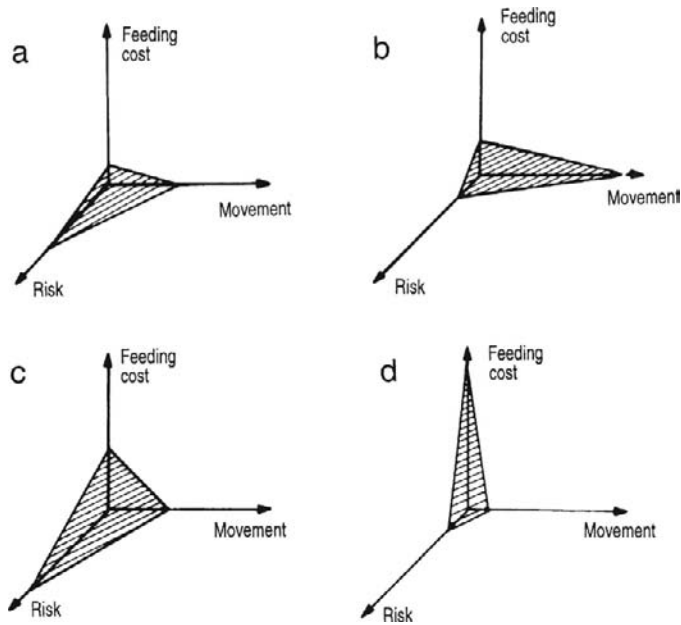 a
Feeding
cost
Movement
Risk
b
Feeding
cost
Movement
Risk
c
Feeding
cost
Movement
Risk
d
Feeding
cost
Movement
Risk